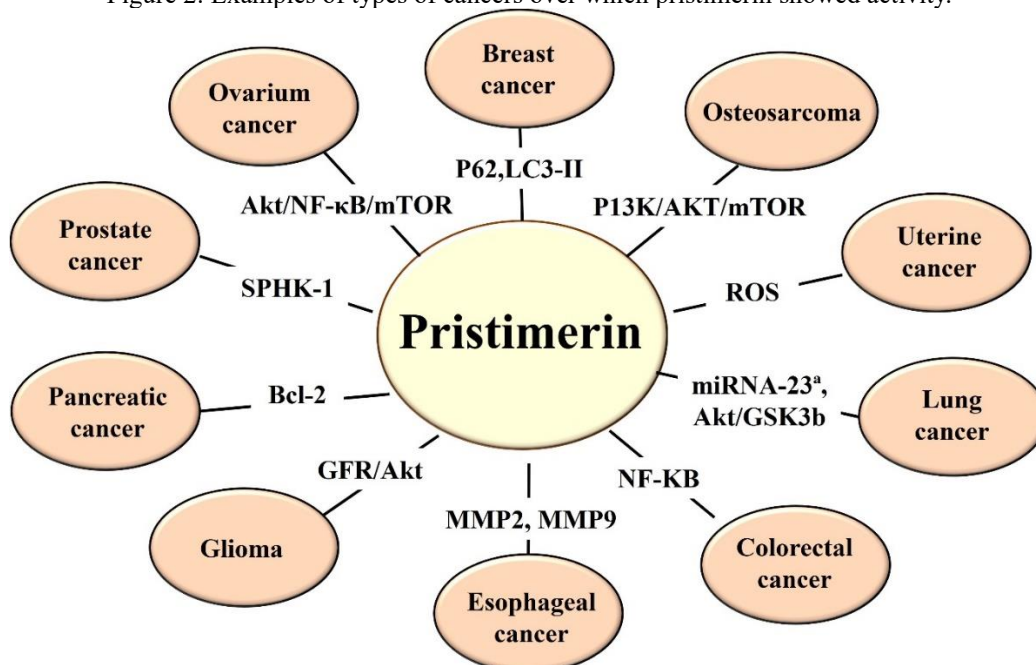 Figure 2. Examples of types of cancers over which pristimerin showed activity.
Breast
cancer
Ovarium
cancer
Osteosarcoma
P62,LC3-II
Akt/NF-κB/mTOR
P13K/AKT/mTOR
Prostate
cancer
Uterine
cancer
SPHK-1
ROS
Pristimerin
Pancreatic
cancer
Bcl-2
miRNA-23ª,
Akt/GSK3b
Lung
cancer
GFR/Akt
NF-KB
MMP2, MMP9
Glioma
Colorectal
cancer
Esophageal
cancer